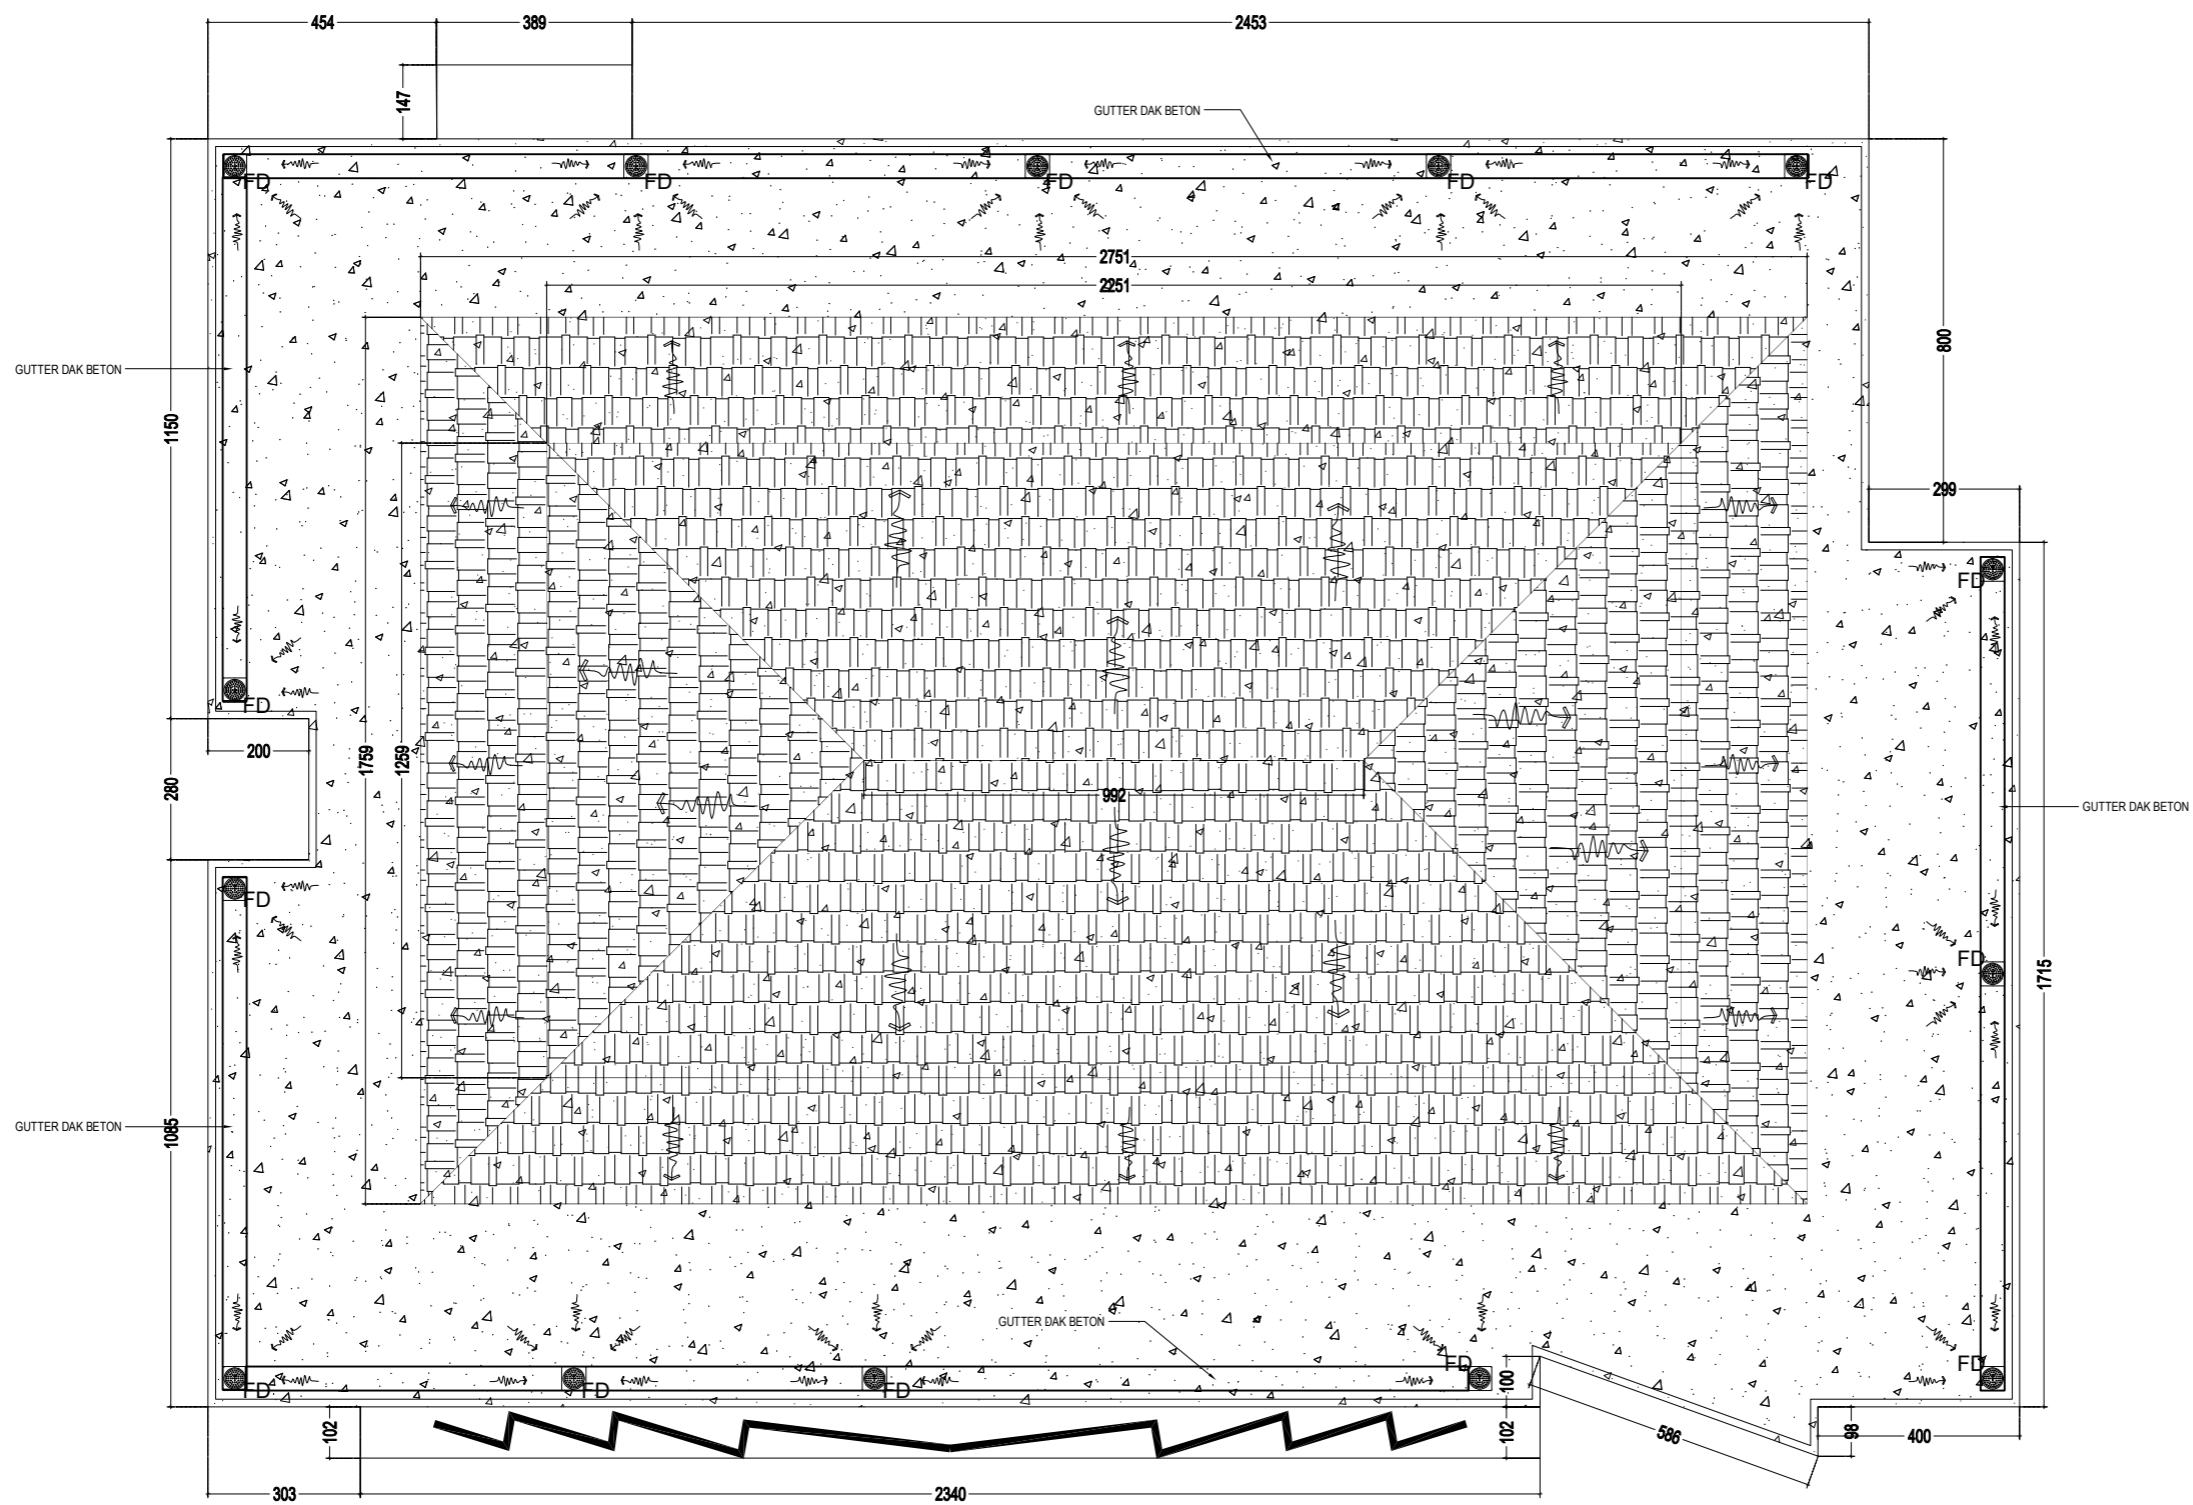 454
389
2453
147
GUTTER DAK BETON
FD
FD
FD
FD
FD
2751
2251
800
GUTTER DAK BETON
1150
299
FD
FD
200
280
1759
1259
992
GUTTER DAK BETON
FD
FD
1715
GUTTER DAK BETON
1085
GUTTER DAK BETON
FD
FD
FD
FD
FD
100
102
102
586
98
400
303
2340